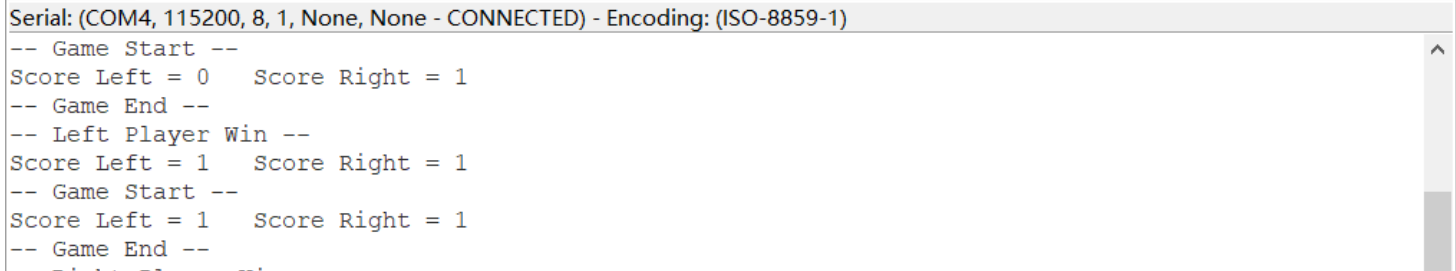 Serial: (COM4, 115200, 8, 1, None, None - CONNECTED) - Encoding: (ISO-8859-1)
-- Game Start --
Score Left = 0   Score Right = 1
-- Game End --
-- Left Player Win --
Score Left = 1   Score Right = 1
-- Game Start --
Score Left = 1   Score Right = 1
-- Game End --